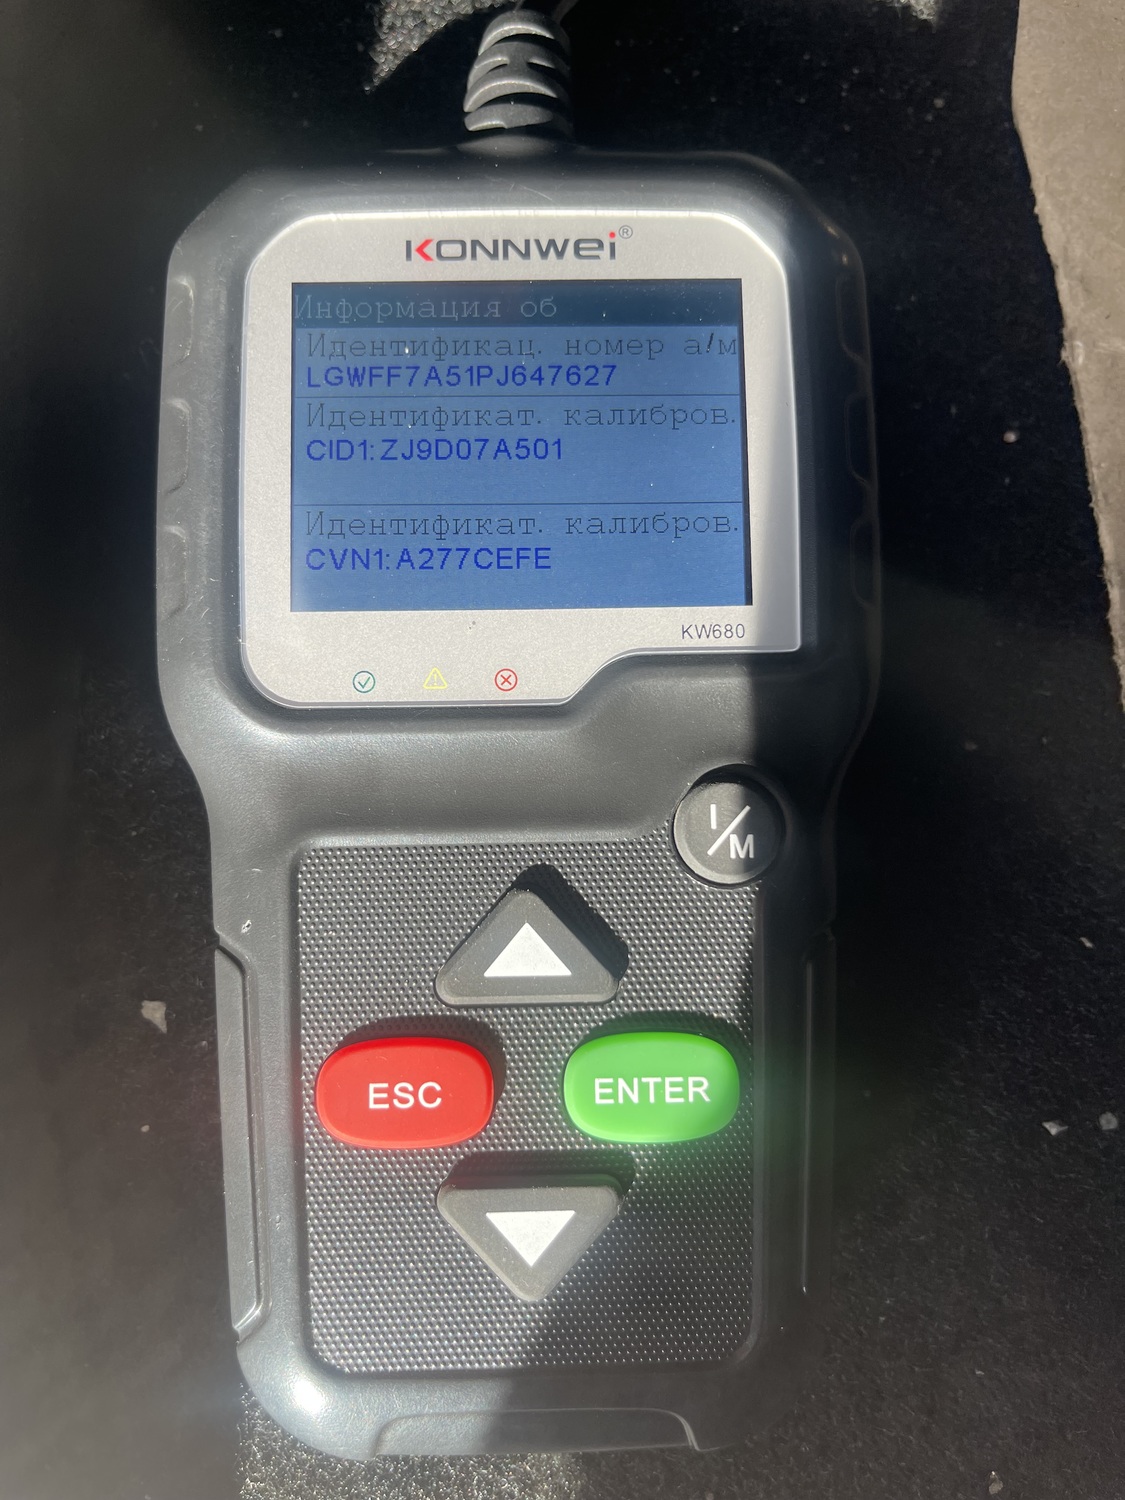 KONNWEI®
Информация об
Идентификац. номер а/м
LGWFF7A51PJ647627
Идентификат. калибров.
CID1: ZJ9D07A501
Идентификат. калибров.
CVN1: A277CEFE
KW680
I/M
ESC
ENTER